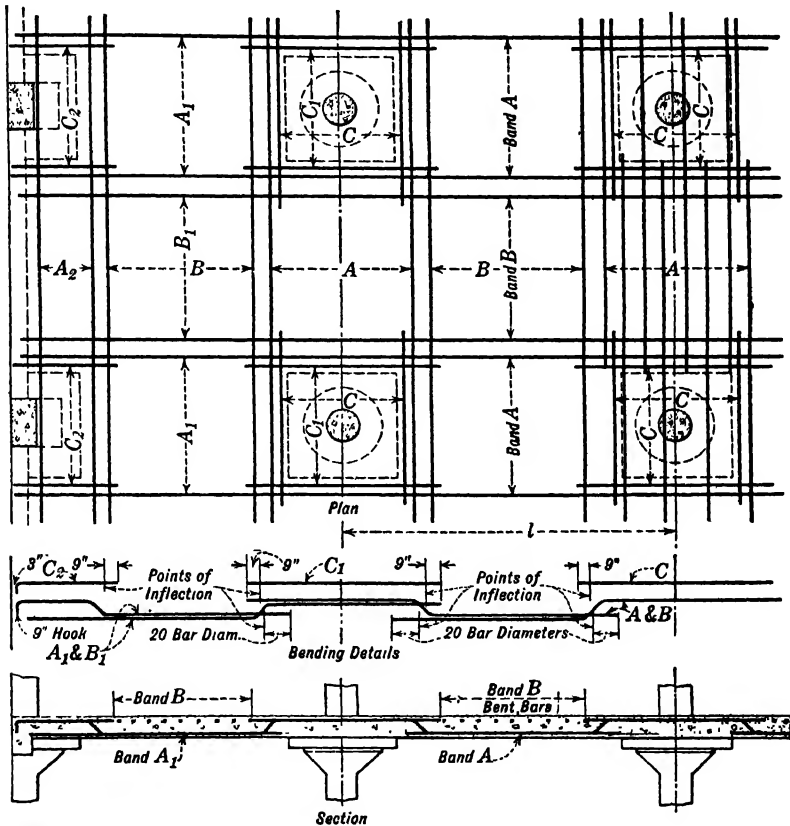 C₂
A₁
C₁
C
Band A
C
C
B₁
A₂
B
A
B
Band B
A
C₂
A₁
C₁
C
Band A
C
C
Plan
l
3"
C₂
9"
Points of
Inflection
9"
C₁
9"
Points of
Inflection
9"
C
9" Hook
A₁ & B₁
20 Bar Diam.
20 Bar Diameters
A & B
Bending Details
Band B
Band B
Bent Bars
Band A₁
Band A
Section